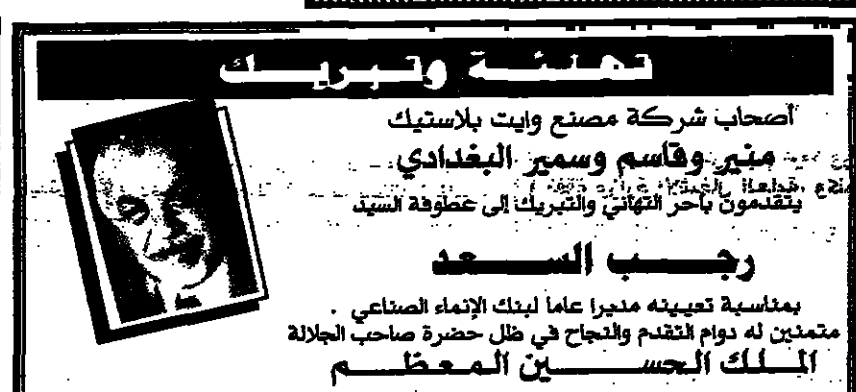 تهنئة وتبريك
أصحاب شركة مصنع وايت بلاستيك
منير وقاسم وسمير البغدادي
يتقدمون بأحر التهاني والتبريك إلى عطوفة السيد
رجب السعد
بمناسبة تعيينه مديرا عاما لبنك الإنماء الصناعي .
متمنين له دوام التقدم والنجاح في ظل حضرة صاحب الجلالة
الملك الحسين المعظم